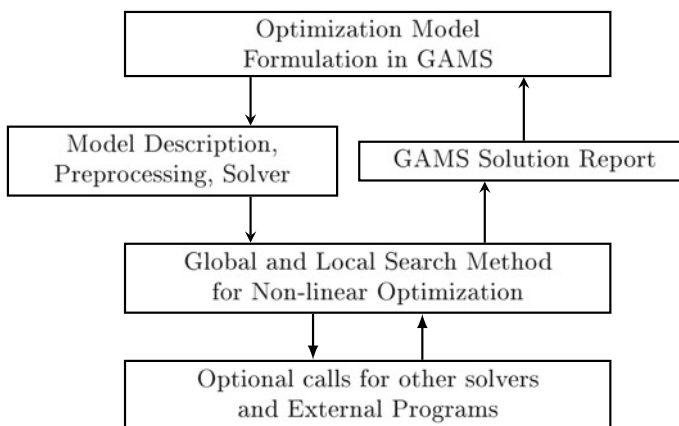 Optimization Model
Formulation in GAMS
Model Description,
Preprocessing, Solver
GAMS Solution Report
Global and Local Search Method
for Non-linear Optimization
Optional calls for other solvers
and External Programs